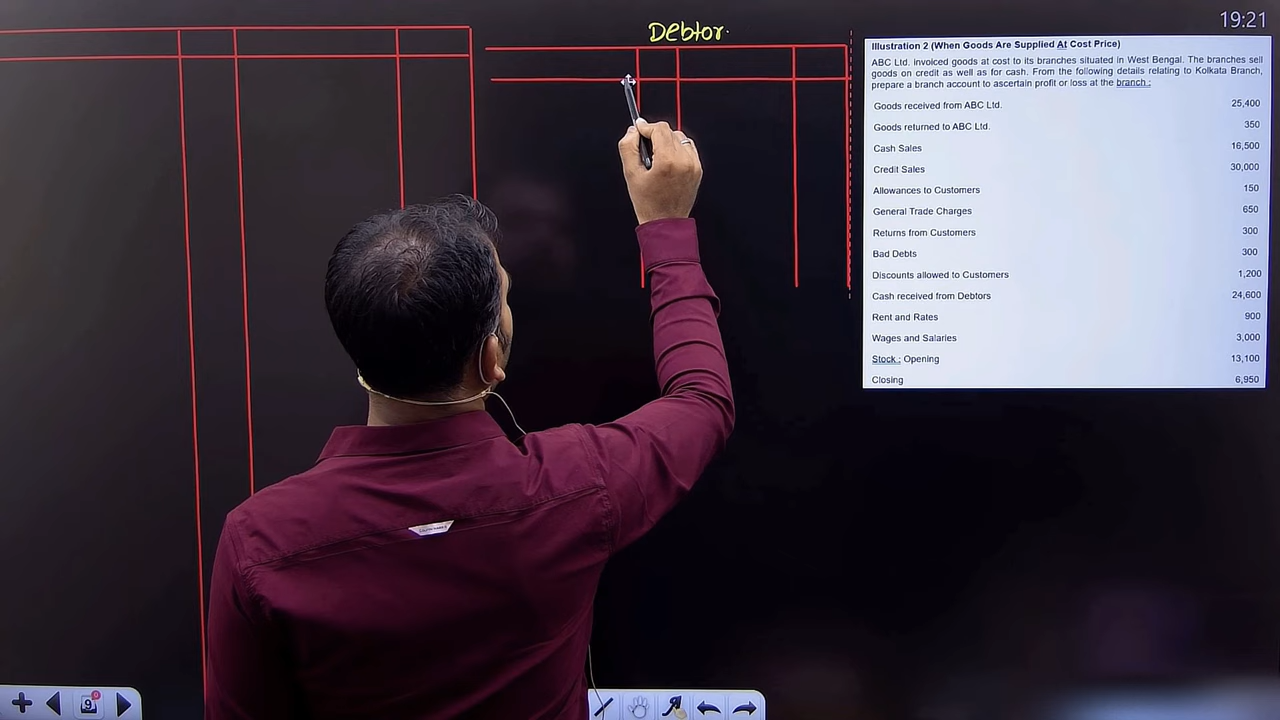 19:21
Debtor
Illustration 2 (When Goods Are Supplied At Cost Price)
ABC Ltd. invoiced goods at cost to its branches situated in West Bengal. The branches sell
goods on credit as well as for cash. From the following details relating to Kolkata Branch,
prepare a branch account to ascertain profit or loss at the branch :
Goods received from ABC Ltd. 25,400
Goods returned to ABC Ltd. 350
Cash Sales 16,500
Credit Sales 30,000
Allowances to Customers 150
General Trade Charges 650
Returns from Customers 300
Bad Debts 300
Discounts allowed to Customers 1,200
Cash received from Debtors 24,600
Rent and Rates 900
Wages and Salaries 3,000
Stock : Opening 13,100
Closing 6,950
9